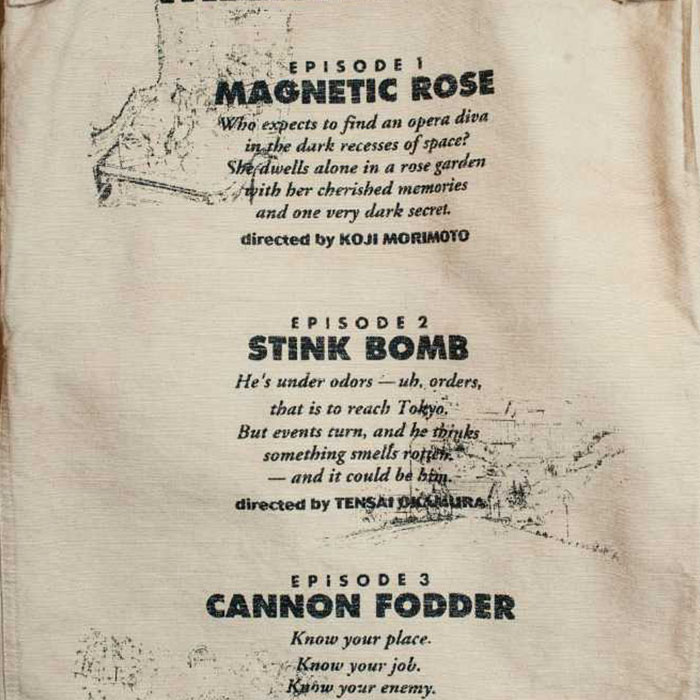 EPISODE 1
MAGNETIC ROSE
Who expects to find an opera diva
in the dark recesses of space?
She dwells alone in a rose garden
with her cherished memories
and one very dark secret.
directed by KOJI MORIMOTO
EPISODE 2
STINK BOMB
He's under odors — uh, orders,
that is to reach Tokyo.
But events turn, and he thinks
something smells rotten.
— and it could be him.
directed by TENSAI OKAMURA
EPISODE 3
CANNON FODDER
Know your place.
Know your job.
Know your enemy.